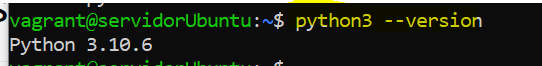 vagrant@servidorUbuntu:~$ python3 --version
Python 3.10.6